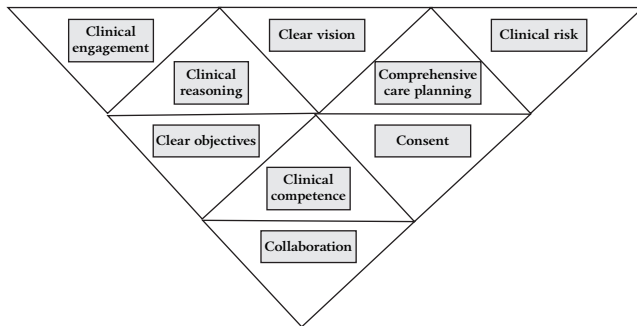 Clinical
engagement
Clear vision
Clinical risk
Clinical
reasoning
Comprehensive
care planning
Clear objectives
Consent
Clinical
competence
Collaboration